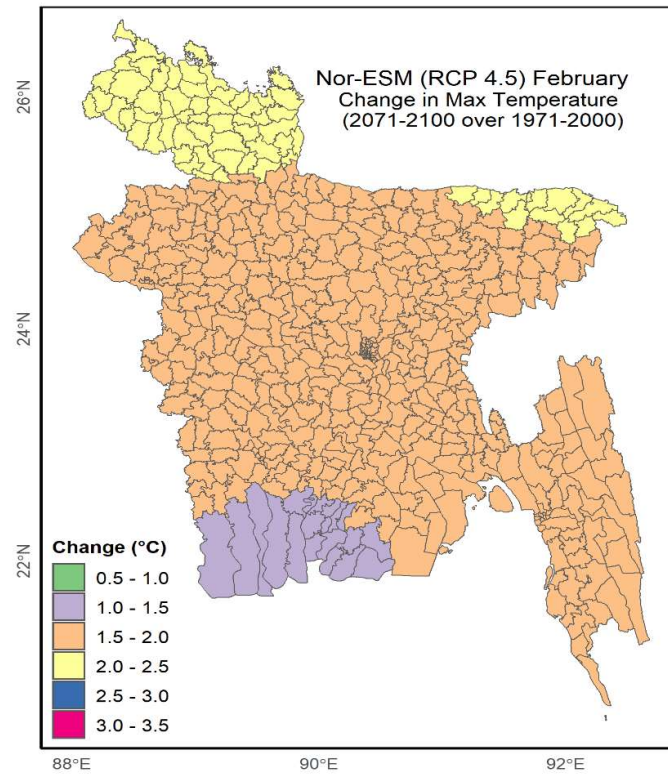 Nor-ESM (RCP 4.5) February
Change in Max Temperature
(2071-2100 over 1971-2000)
26°N
24°N
22°N
Change (°C)
0.5 - 1.0
1.0 - 1.5
1.5 - 2.0
2.0 - 2.5
2.5 - 3.0
3.0 - 3.5
88°E 90°E 92°E